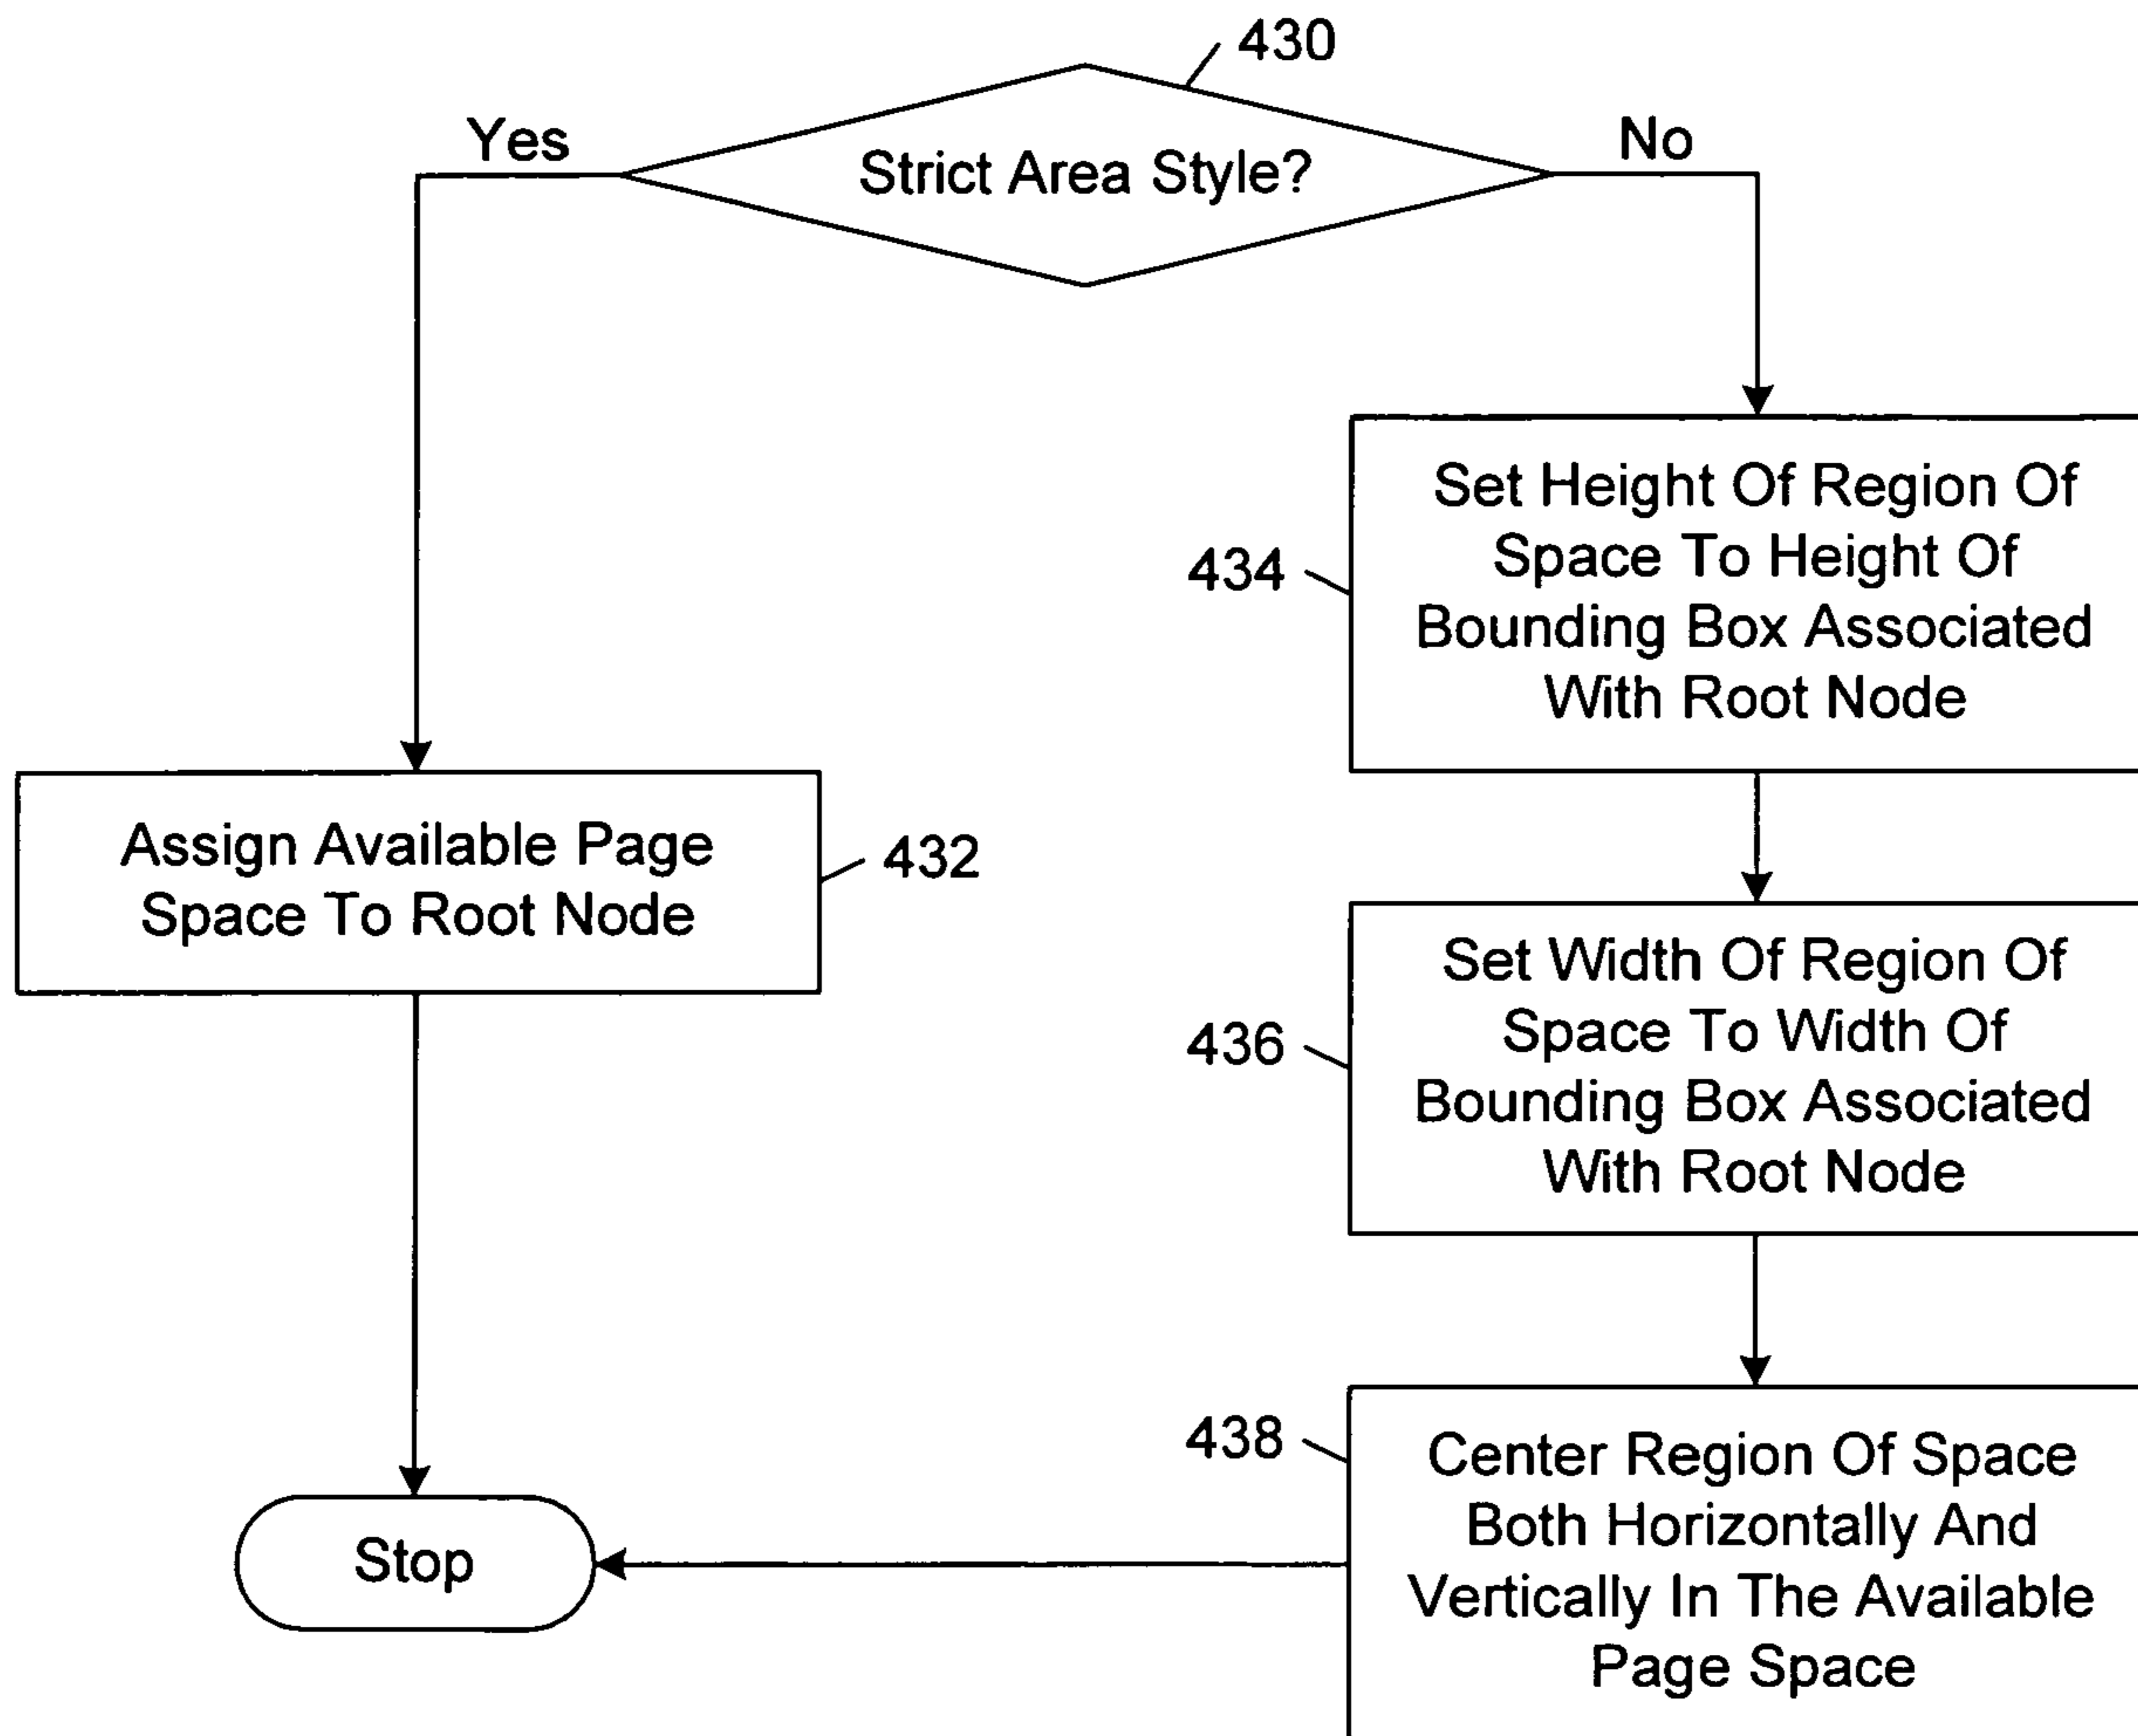 430
Yes
No
Strict Area Style?
Set Height Of Region Of
Space To Height Of
Bounding Box Associated
With Root Node
434
Assign Available Page
Space To Root Node
432
Set Width Of Region Of
Space To Width Of
Bounding Box Associated
With Root Node
436
438
Center Region Of Space
Both Horizontally And
Vertically In The Available
Page Space
Stop